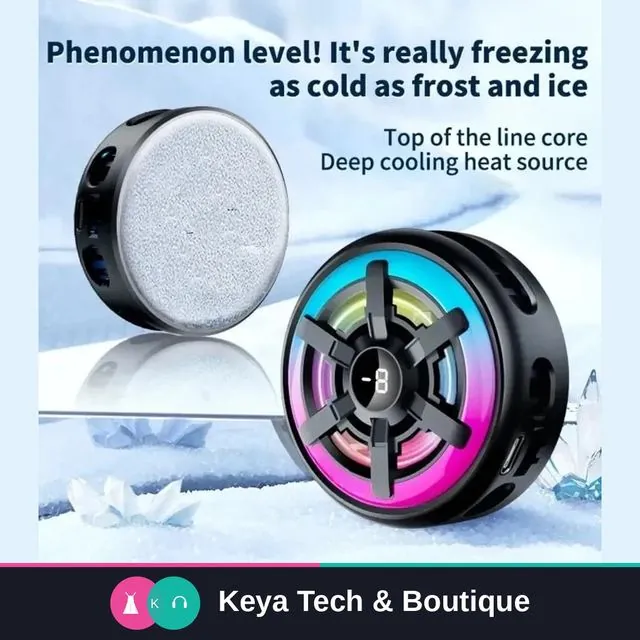 Phenomenon level! It's really freezing
as cold as frost and ice
Top of the line core
Deep cooling heat source
-8
K
Keya Tech & Boutique